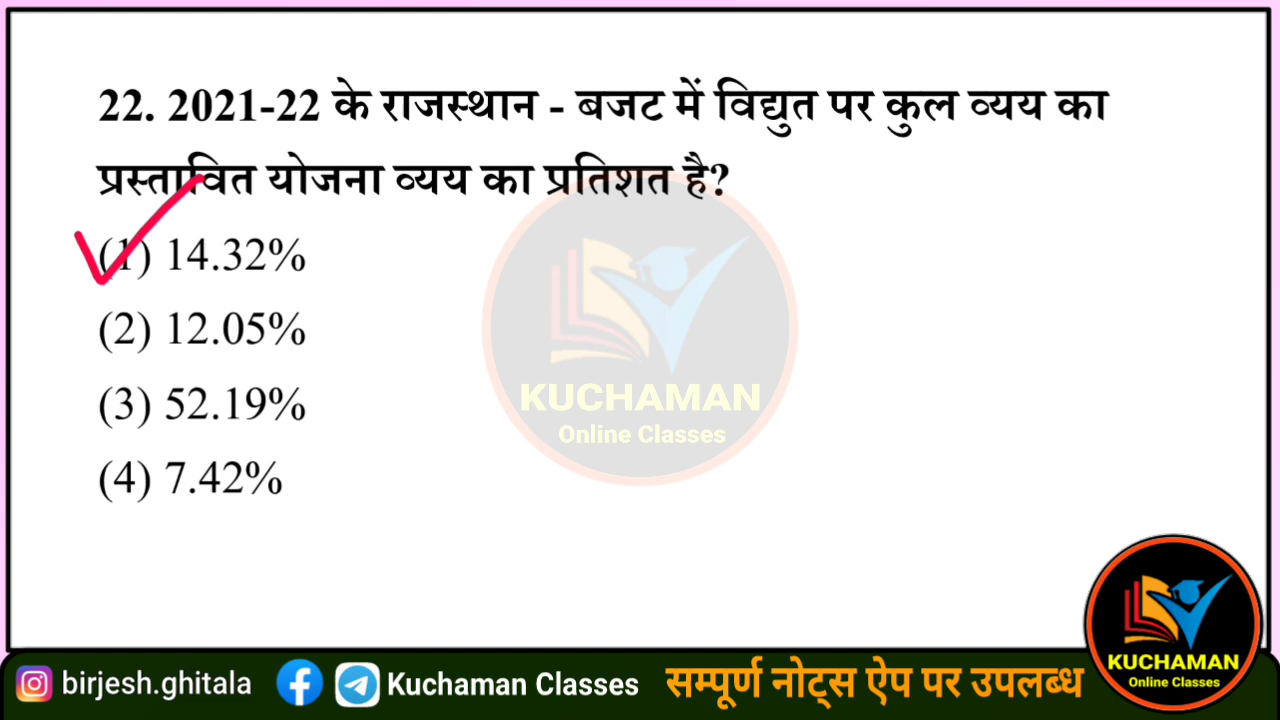 22. 2021-22 के राजस्थान - बजट में विद्युत पर कुल व्यय का
प्रस्तावित योजना व्यय का प्रतिशत है?
(1) 14.32%
(2) 12.05%
(3) 52.19%
(4) 7.42%
KUCHAMAN
Online Classes
KUCHAMAN
Online Classes
birjesh.ghitala
Kuchaman Classes
सम्पूर्ण नोट्स ऐप पर उपलब्ध